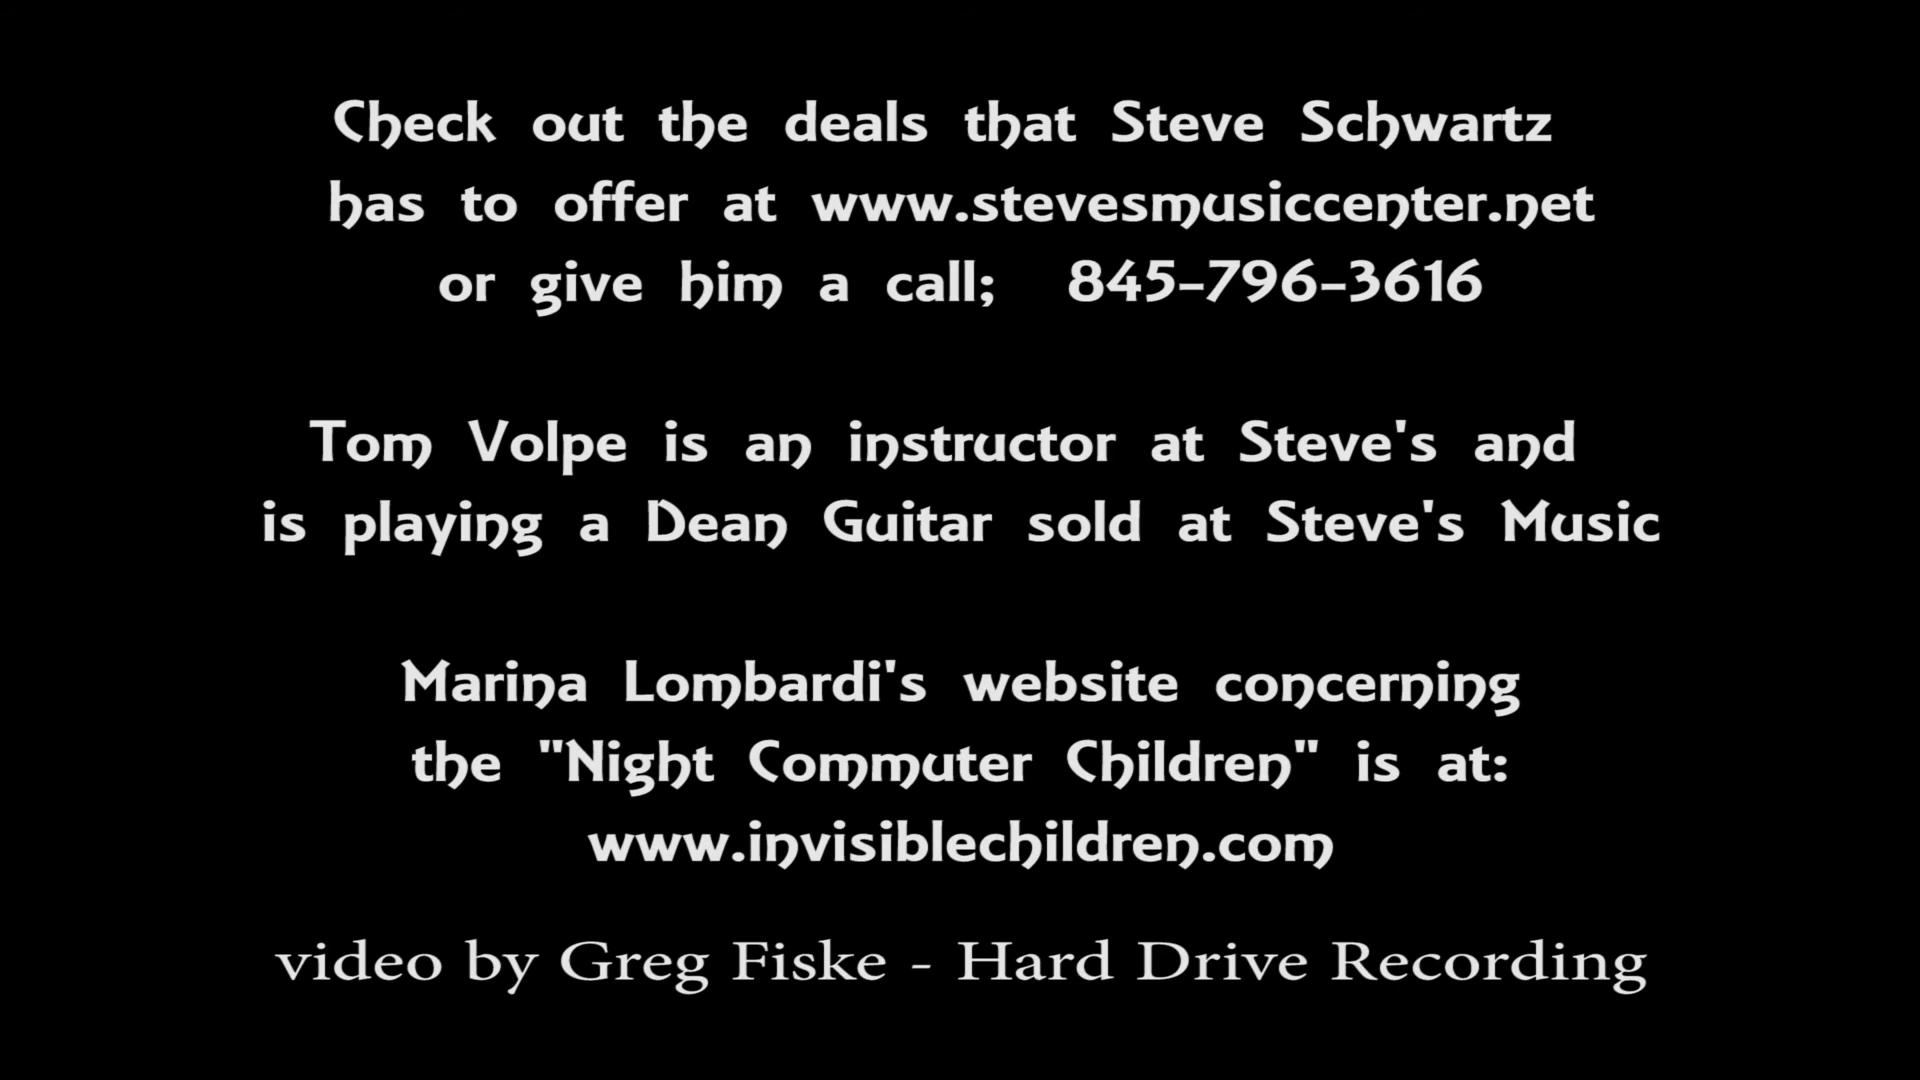 Check out the deals that Steve Schwartz
has to offer at www.stevesmusiccenter.net
or give him a call; 845-796-3616
Tom Volpe is an instructor at Steve's and
is playing a Dean Guitar sold at Steve's Music
Marina Lombardi's website concerning
the "Night Commuter Children" is at:
www.invisiblechildren.com
video by Greg Fiske - Hard Drive Recording